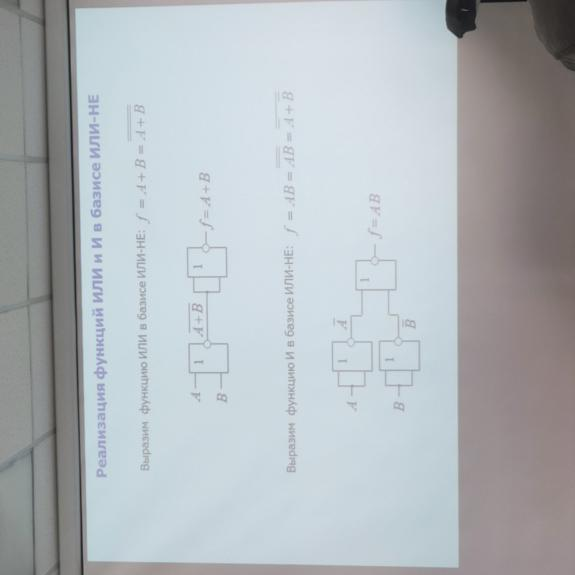 Реализация функций ИЛИ и И в базисе ИЛИ-НЕ
Выразим функцию ИЛИ в базисе ИЛИ-НЕ: f = A + B = \overline{\overline{A + B}}
A
B
1
\overline{A+B}
1
f = A + B
Выразим функцию И в базисе ИЛИ-НЕ: f = AB = \overline{\overline{AB}} = \overline{\overline{A} + \overline{B}}
A
1
\overline{A}
B
1
\overline{B}
1
f = AB